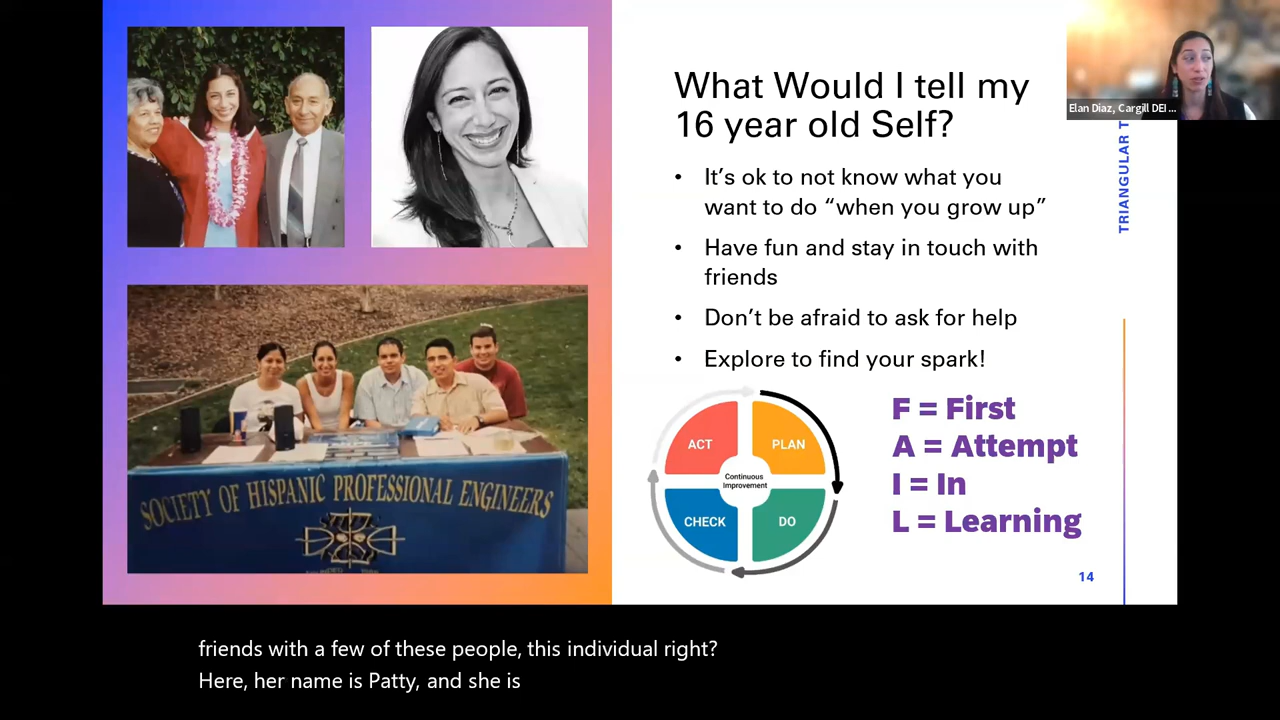 What Would I tell my
16 year old Self?
• It's ok to not know what you
want to do “when you grow up”
• Have fun and stay in touch with
friends
• Don't be afraid to ask for help
• Explore to find your spark!
ACT
PLAN
Continuous
Improvement
CHECK
DO
F = First
A = Attempt
I = In
L = Learning
14
TRIANGULAR T
Elan Diaz, Cargill DEI ...
SOCIETY OF HISPANIC PROFESSIONAL ENGINEERS
friends with a few of these people, this individual right?
Here, her name is Patty, and she is